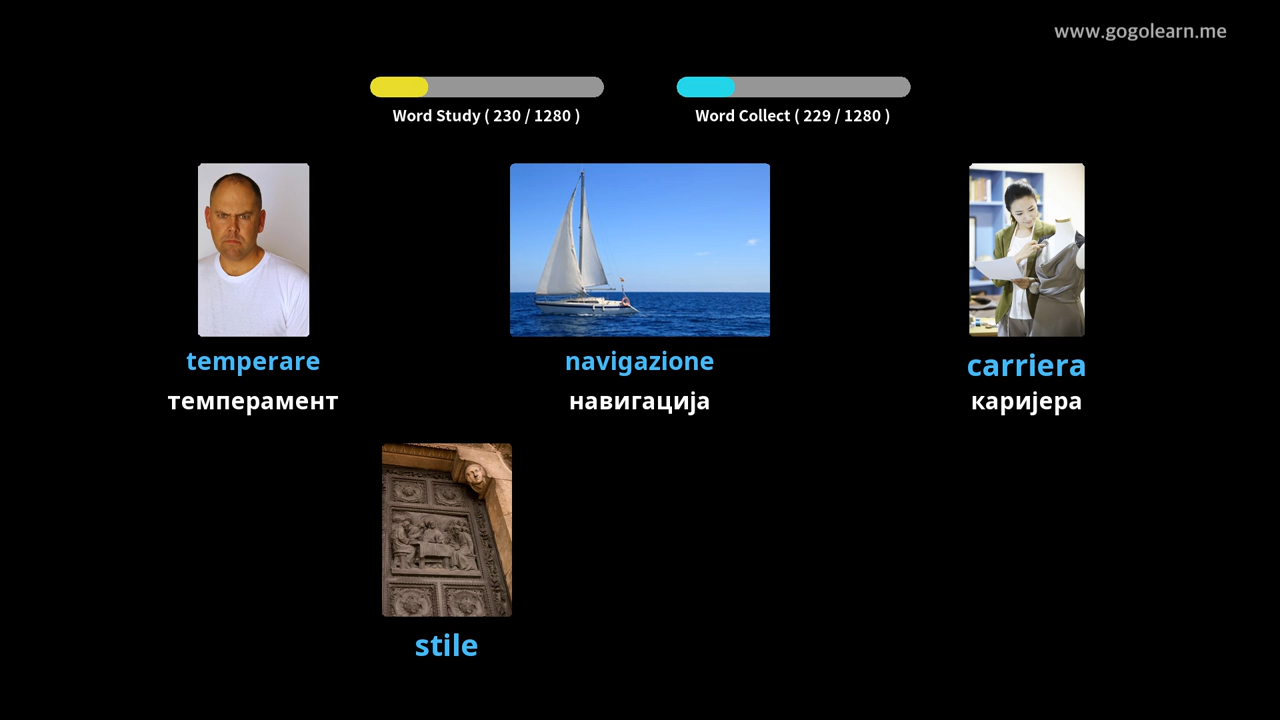 www.gogolearn.me
Word Study ( 230 / 1280 )
Word Collect ( 229 / 1280 )
temperare
navigazione
carriera
темперамент
навигација
каријера
stile